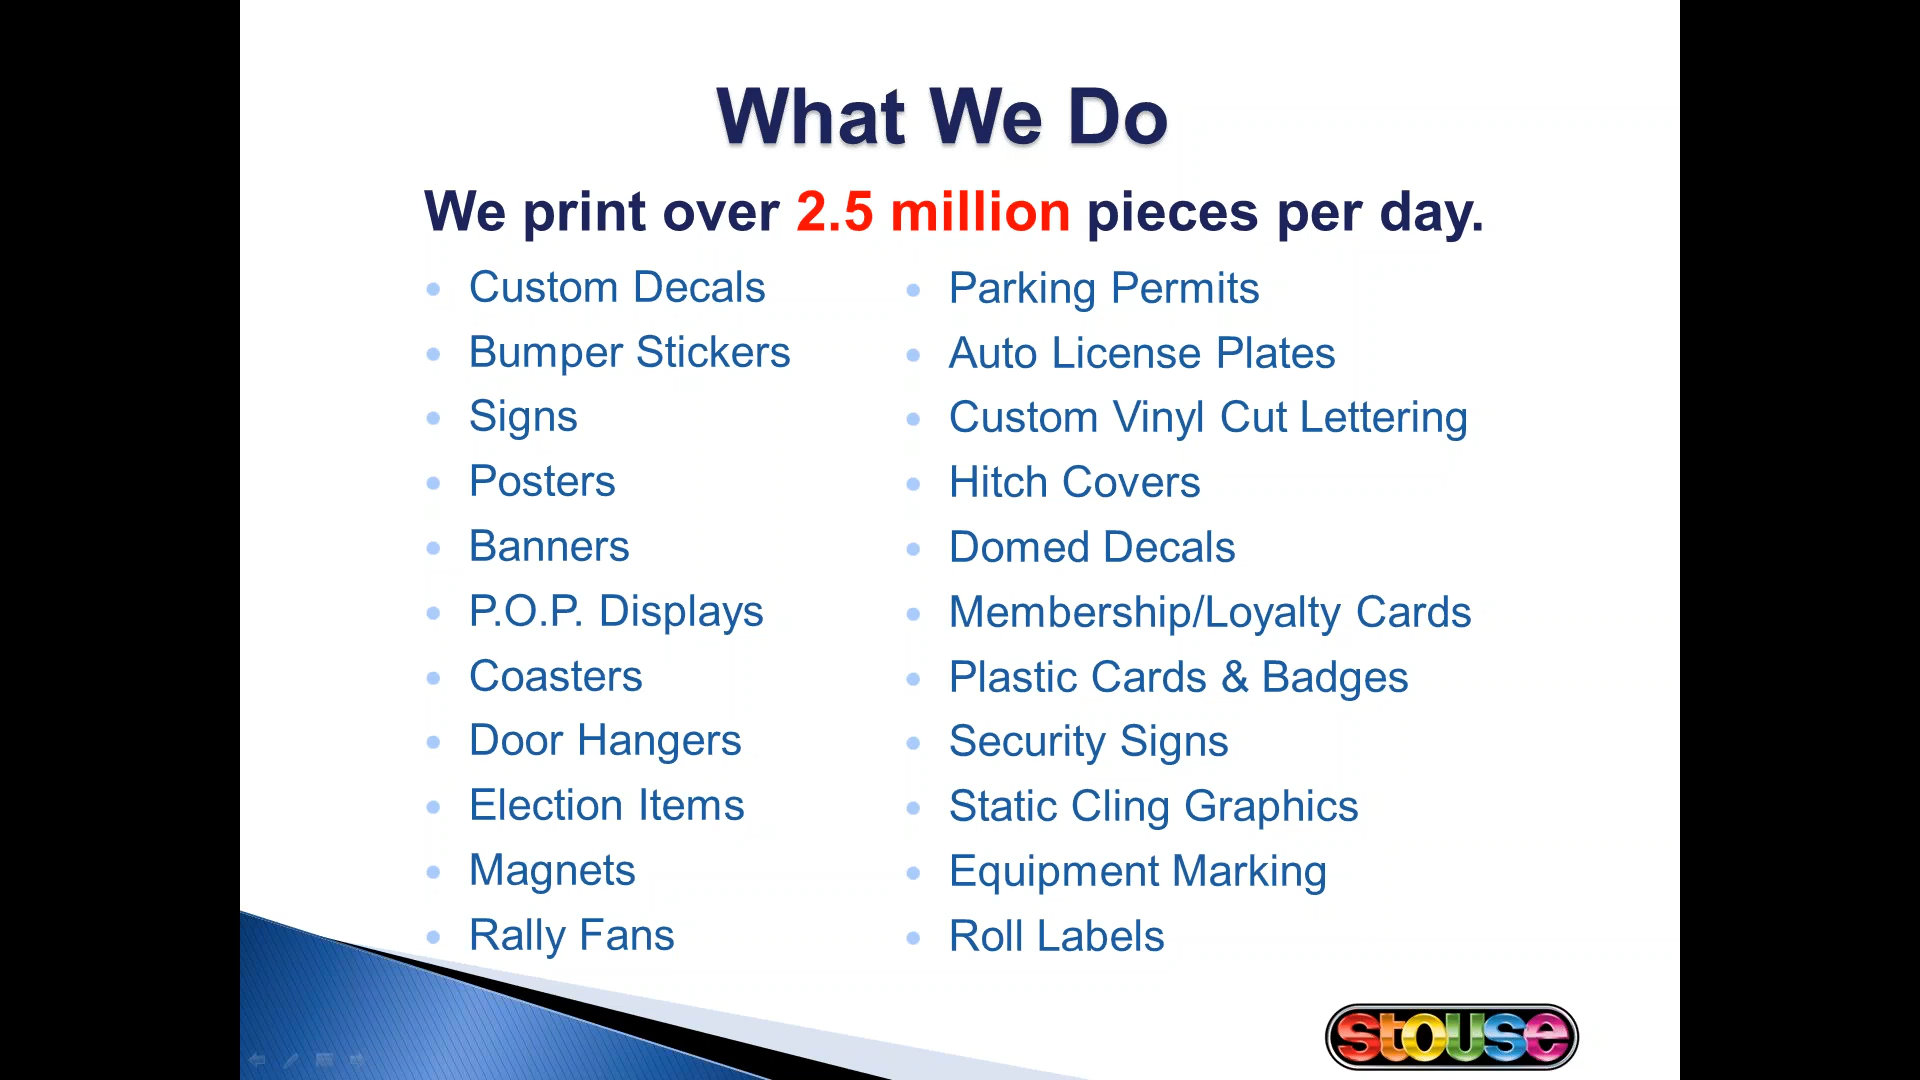 What We Do
We print over 2.5 million pieces per day.
Custom Decals
Bumper Stickers
Signs
Posters
Banners
P.O.P. Displays
Coasters
Door Hangers
Election Items
Magnets
Rally Fans
Parking Permits
Auto License Plates
Custom Vinyl Cut Lettering
Hitch Covers
Domed Decals
Membership/Loyalty Cards
Plastic Cards & Badges
Security Signs
Static Cling Graphics
Equipment Marking
Roll Labels
stouse